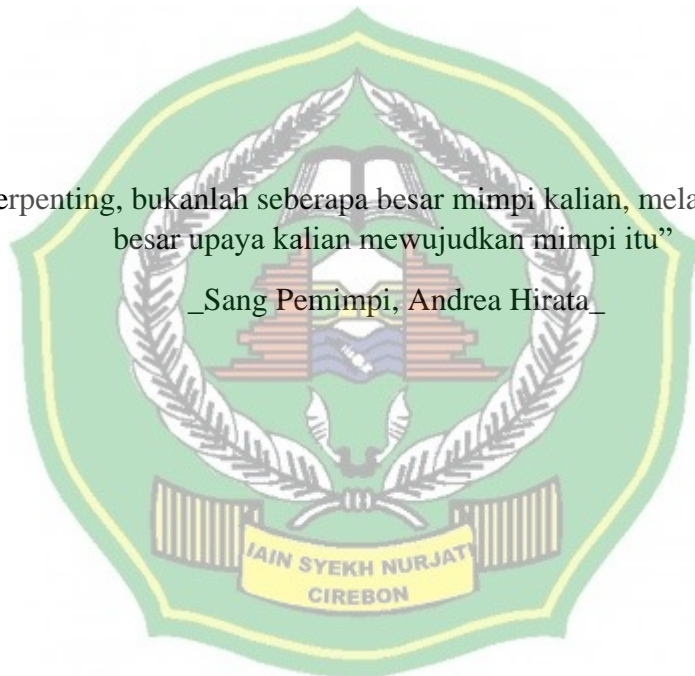 erpenting, bukanlah seberapa besar mimpi kalian, mela
besar upaya kalian mewujudkan mimpi itu”
_Sang Pemimpi, Andrea Hirata_
IAIN SYEKH NURJATI
CIREBON